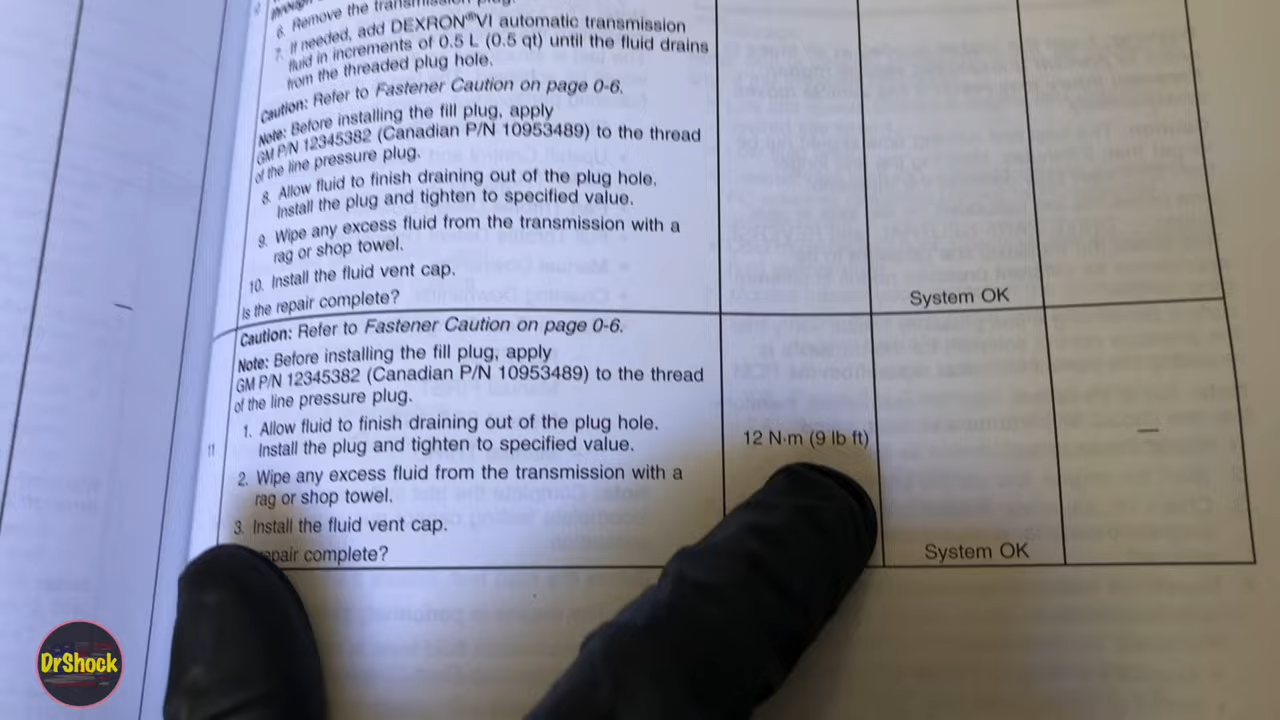 6. Remove the transmission plug.
7. If needed, add DEXRON®VI automatic transmission
fluid in increments of 0.5 L (0.5 qt) until the fluid drains
from the threaded plug hole.
Caution: Refer to Fastener Caution on page 0-6.
Note: Before installing the fill plug, apply
GM P/N 12345382 (Canadian P/N 10953489) to the thread
of the line pressure plug.
8. Allow fluid to finish draining out of the plug hole.
Install the plug and tighten to specified value.
9. Wipe any excess fluid from the transmission with a
rag or shop towel.
10. Install the fluid vent cap.
Is the repair complete?
System OK
11
Caution: Refer to Fastener Caution on page 0-6.
Note: Before installing the fill plug, apply
GM P/N 12345382 (Canadian P/N 10953489) to the thread
of the line pressure plug.
1. Allow fluid to finish draining out of the plug hole.
Install the plug and tighten to specified value.
2. Wipe any excess fluid from the transmission with a
rag or shop towel.
3. Install the fluid vent cap.
repair complete?
12 N·m (9 lb ft)
System OK
—
DrShock